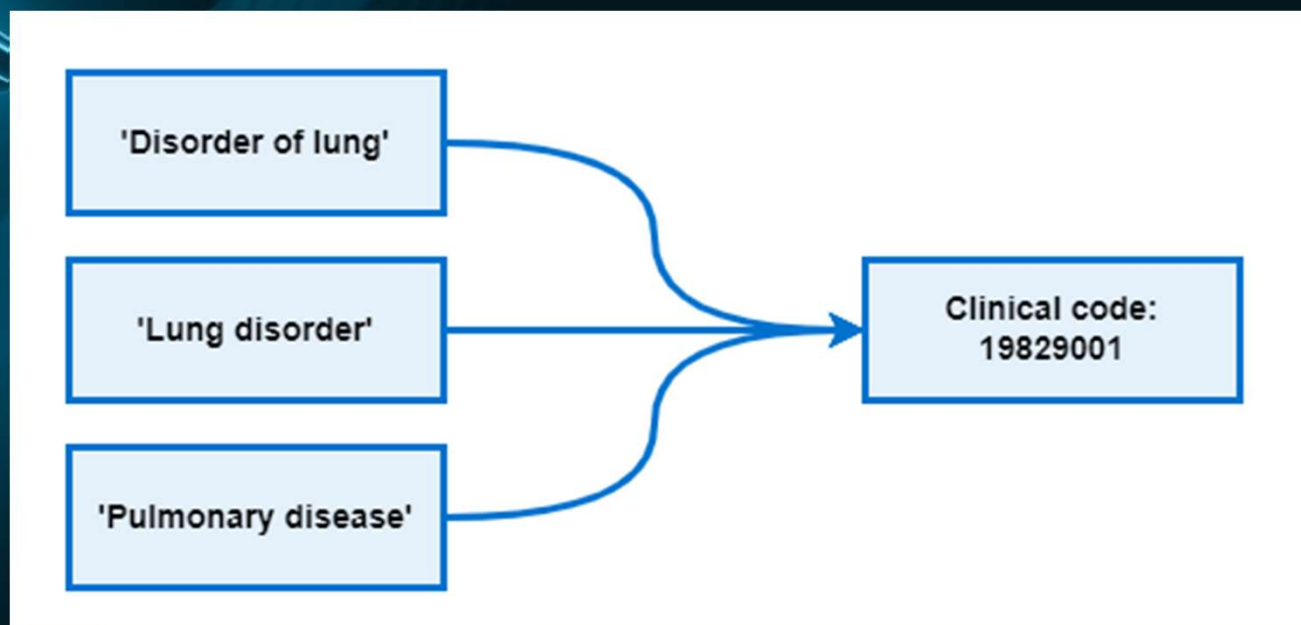 'Disorder of lung'
'Lung disorder'
'Pulmonary disease'
Clinical code:
19829001